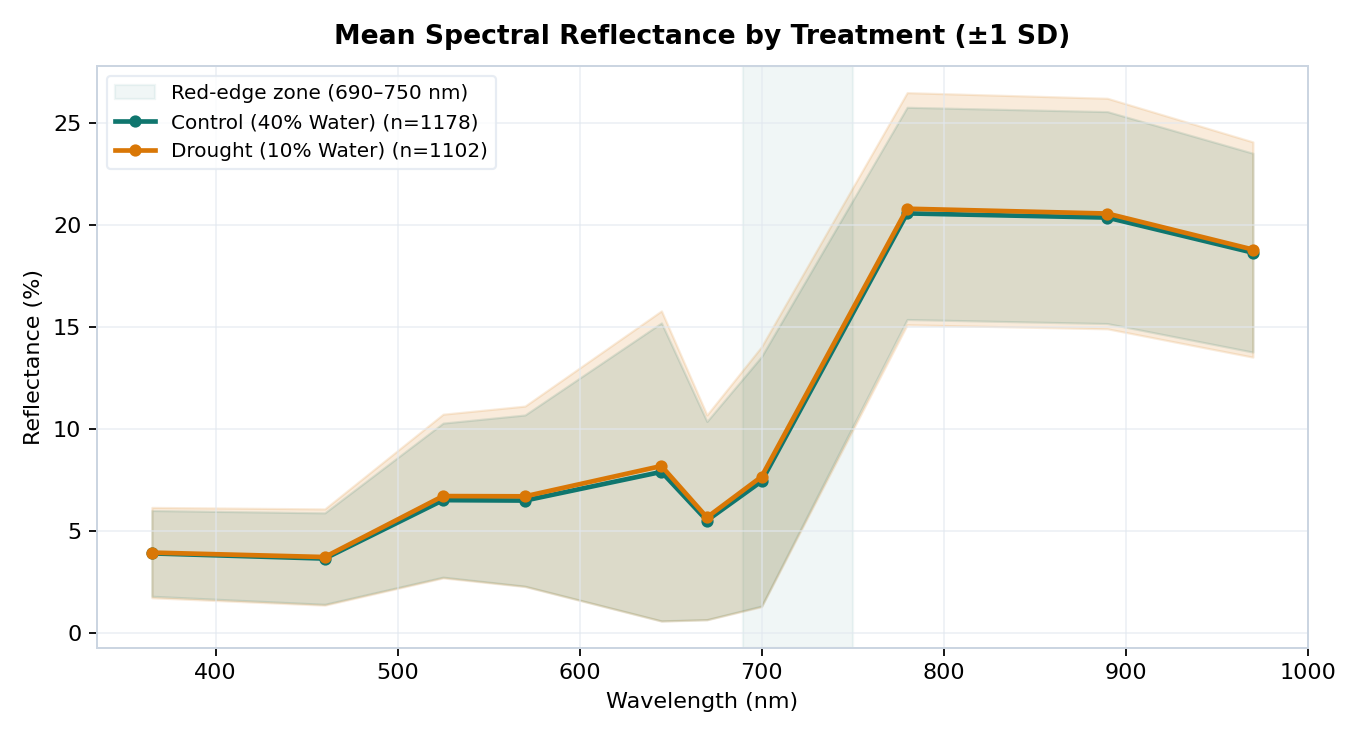 Mean Spectral Reflectance by Treatment (±1 SD)
Red-edge zone (690–750 nm)
Control (40% Water) (n=1178)
Drought (10% Water) (n=1102)
Reflectance (%)
25
20
15
10
5
0
400 500 600 700 800 900 1000
Wavelength (nm)